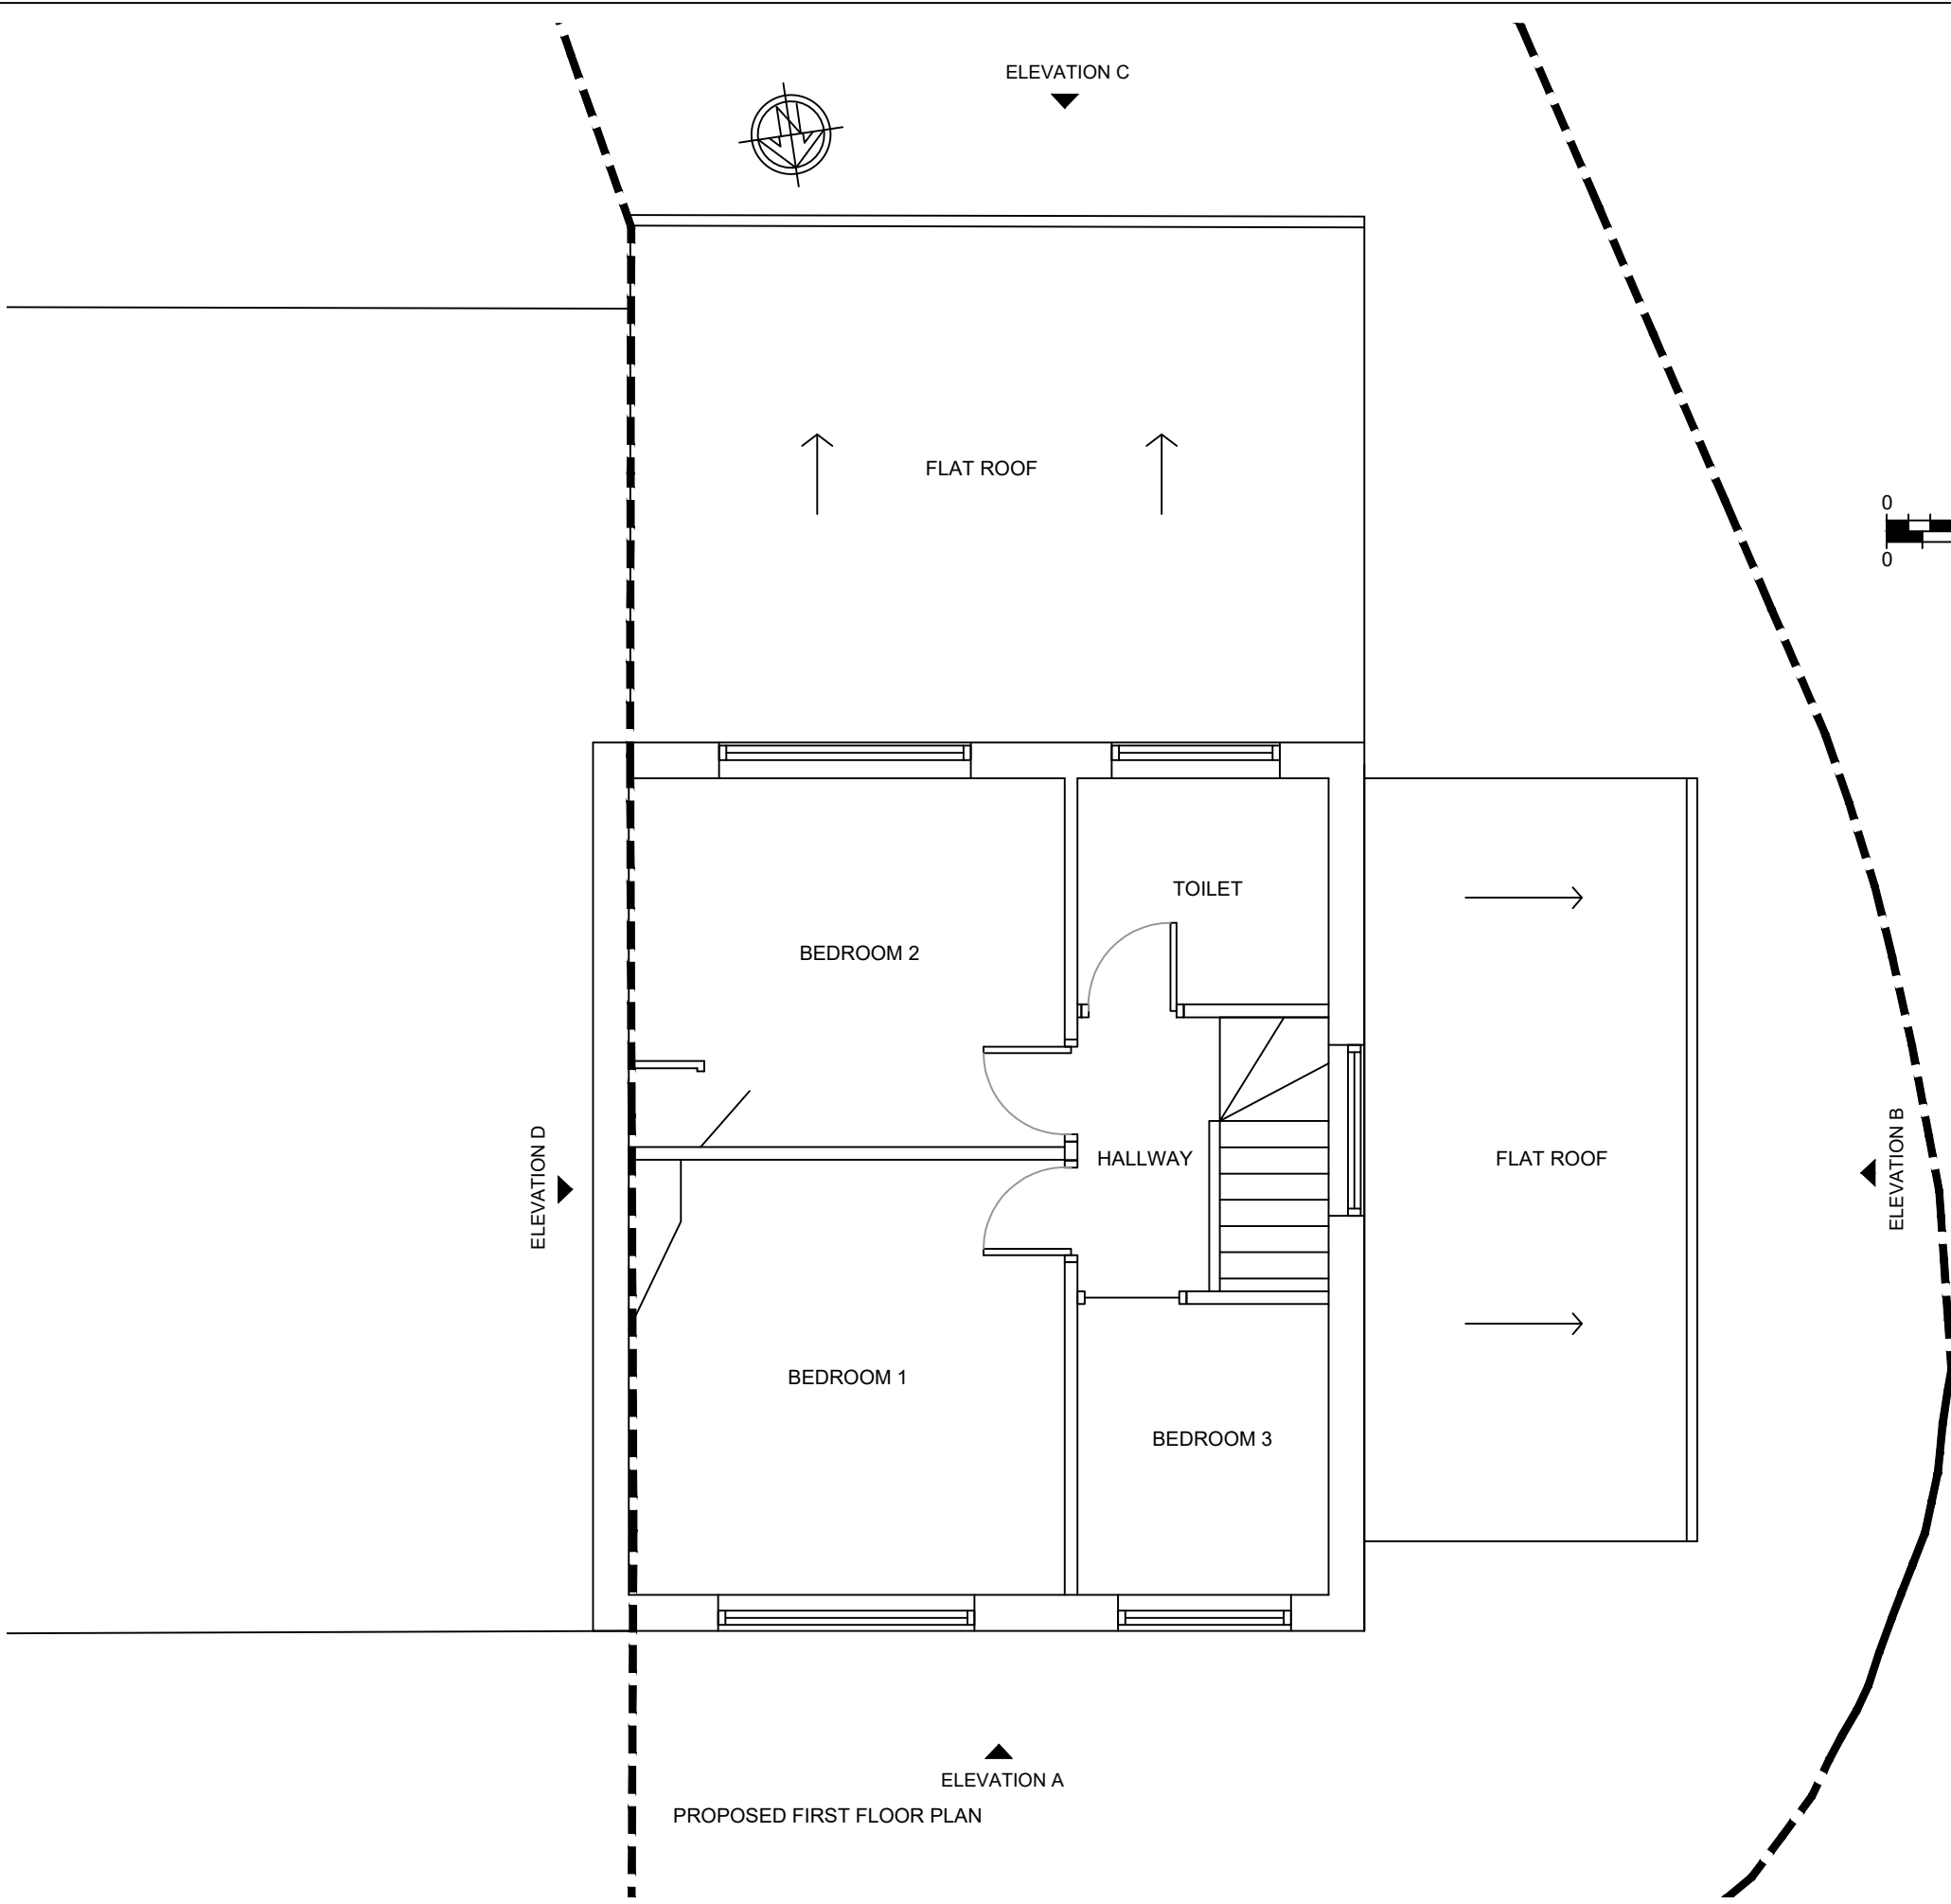 ELEVATION C
N
FLAT ROOF
0
0
TOILET
BEDROOM 2
ELEVATION D
HALLWAY
FLAT ROOF
ELEVATION B
BEDROOM 1
BEDROOM 3
ELEVATION A
PROPOSED FIRST FLOOR PLAN